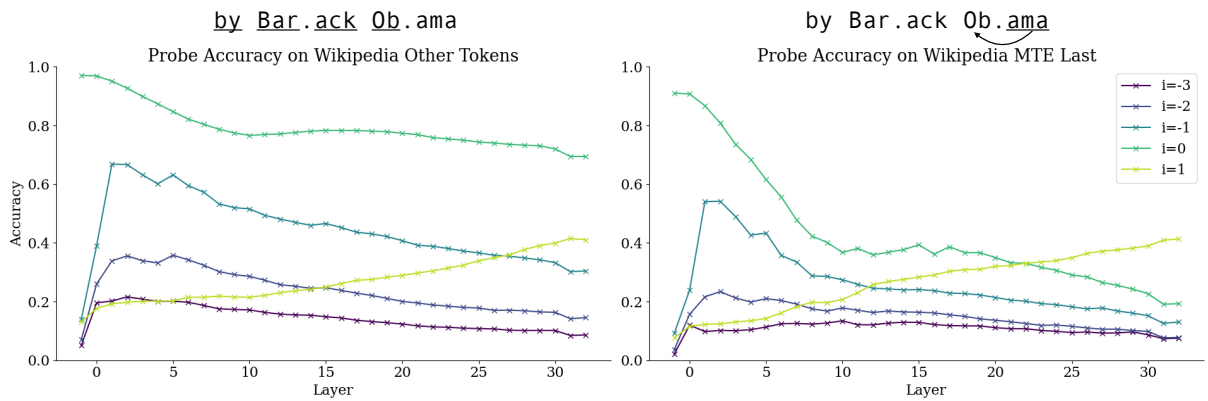 by Bar.ack Ob.ama
Probe Accuracy on Wikipedia Other Tokens
Accuracy
1.0
0.8
0.6
0.4
0.2
0.0
0 5 10 15 20 25 30
Layer
by Bar.ack Ob.ama
Probe Accuracy on Wikipedia MTE Last
1.0
0.8
0.6
0.4
0.2
0.0
i=-3
i=-2
i=-1
i=0
i=1
0 5 10 15 20 25 30
Layer